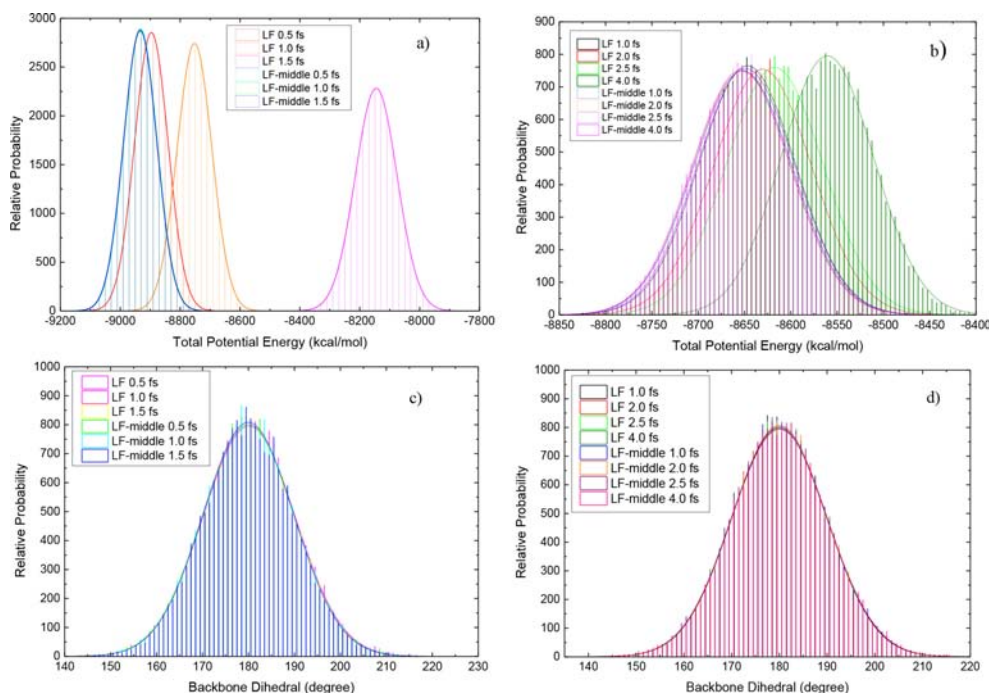 3000
2500
2000
1500
1000
500
0
Relative Probability
LF 0.5 fs
LF 1.0 fs
LF 1.5 fs
LF-middle 0.5 fs
LF-middle 1.0 fs
LF-middle 1.5 fs
a)
-9200 -9000 -8800 -8600 -8400 -8200 -8000 -7800
Total Potential Energy (kcal/mol)
900
800
700
600
500
400
300
200
100
0
Relative Probability
LF 1.0 fs
LF 2.0 fs
LF 2.5 fs
LF 4.0 fs
LF-middle 1.0 fs
LF-middle 2.0 fs
LF-middle 2.5 fs
LF-middle 4.0 fs
b)
-8850 -8800 -8750 -8700 -8650 -8600 -8550 -8500 -8450 -8400
Total Potential Energy (kcal/mol)
1000
900
800
700
600
500
400
300
200
100
0
Relative Probability
LF 0.5 fs
LF 1.0 fs
LF 1.5 fs
LF-middle 0.5 fs
LF-middle 1.0 fs
LF-middle 1.5 fs
c)
140 150 160 170 180 190 200 210 220 230
Backbone Dihedral (degree)
1000
900
800
700
600
500
400
300
200
100
0
Relative Probability
LF 1.0 fs
LF 2.0 fs
LF 2.5 fs
LF 4.0 fs
LF-middle 1.0 fs
LF-middle 2.0 fs
LF-middle 2.5 fs
LF-middle 4.0 fs
d)
140 150 160 170 180 190 200 210 220
Backbone Dihedral (degree)